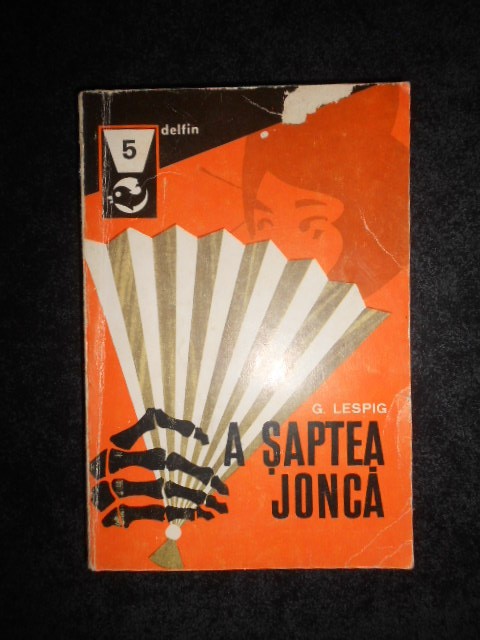 delfin
5
G. LESPIG
A ȘAPTEA
JONCĂ